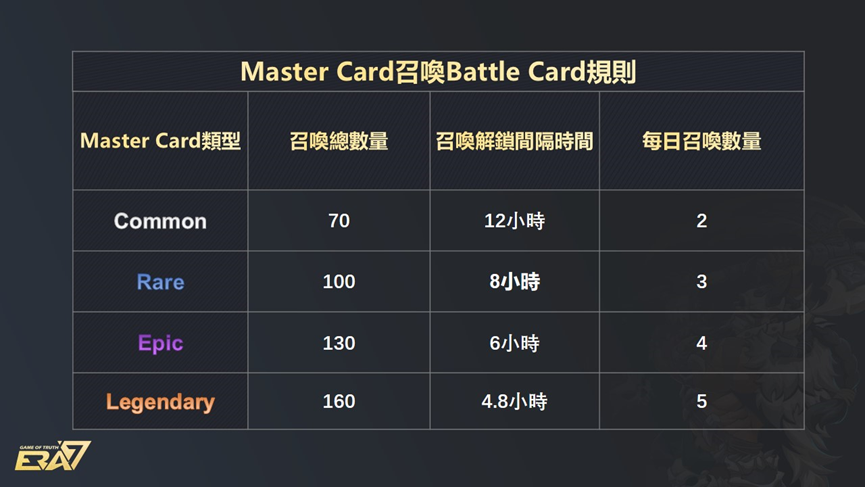 Master Card召喚Battle Card規則
Master Card類型 召喚總數量 召喚解鎖間隔時間 每日召喚數量
Common 70 12小時 2
Rare 100 8小時 3
Epic 130 6小時 4
Legendary 160 4.8小時 5
GAME OF TRUTH
ERA7